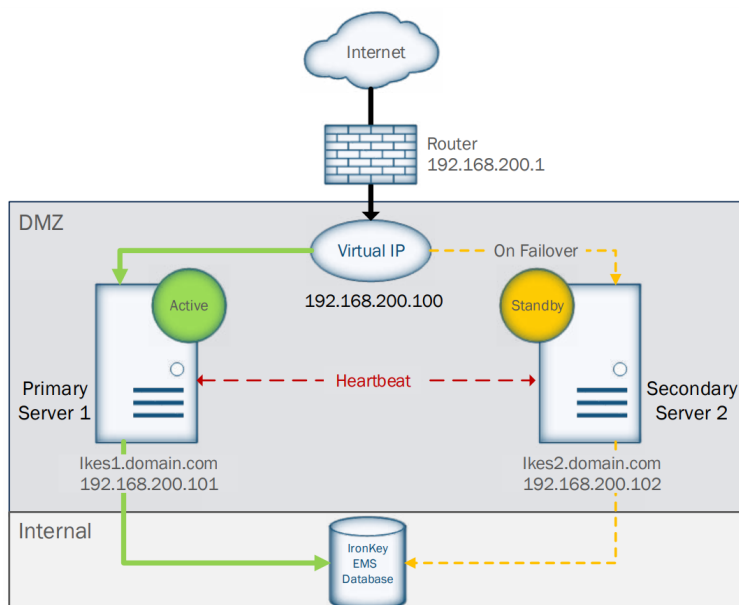 Internet
Router
192.168.200.1
DMZ
Virtual IP
On Failover
192.168.200.100
Active
Standby
Heartbeat
Primary
Server 1
Secondary
Server 2
Ikes1.domain.com
192.168.200.101
Ikes2.domain.com
192.168.200.102
Internal
IronKey
EMS
Database